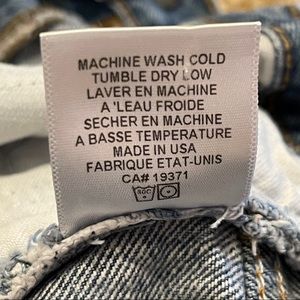 MACHINE WASH COLD
TUMBLE DRY LOW
LAVER EN MACHINE
A 'LEAU FROIDE
SECHER EN MACHINE
A BASSE TEMPERATURE
MADE IN USA
FABRIQUE ETAT-UNIS
CA# 19371